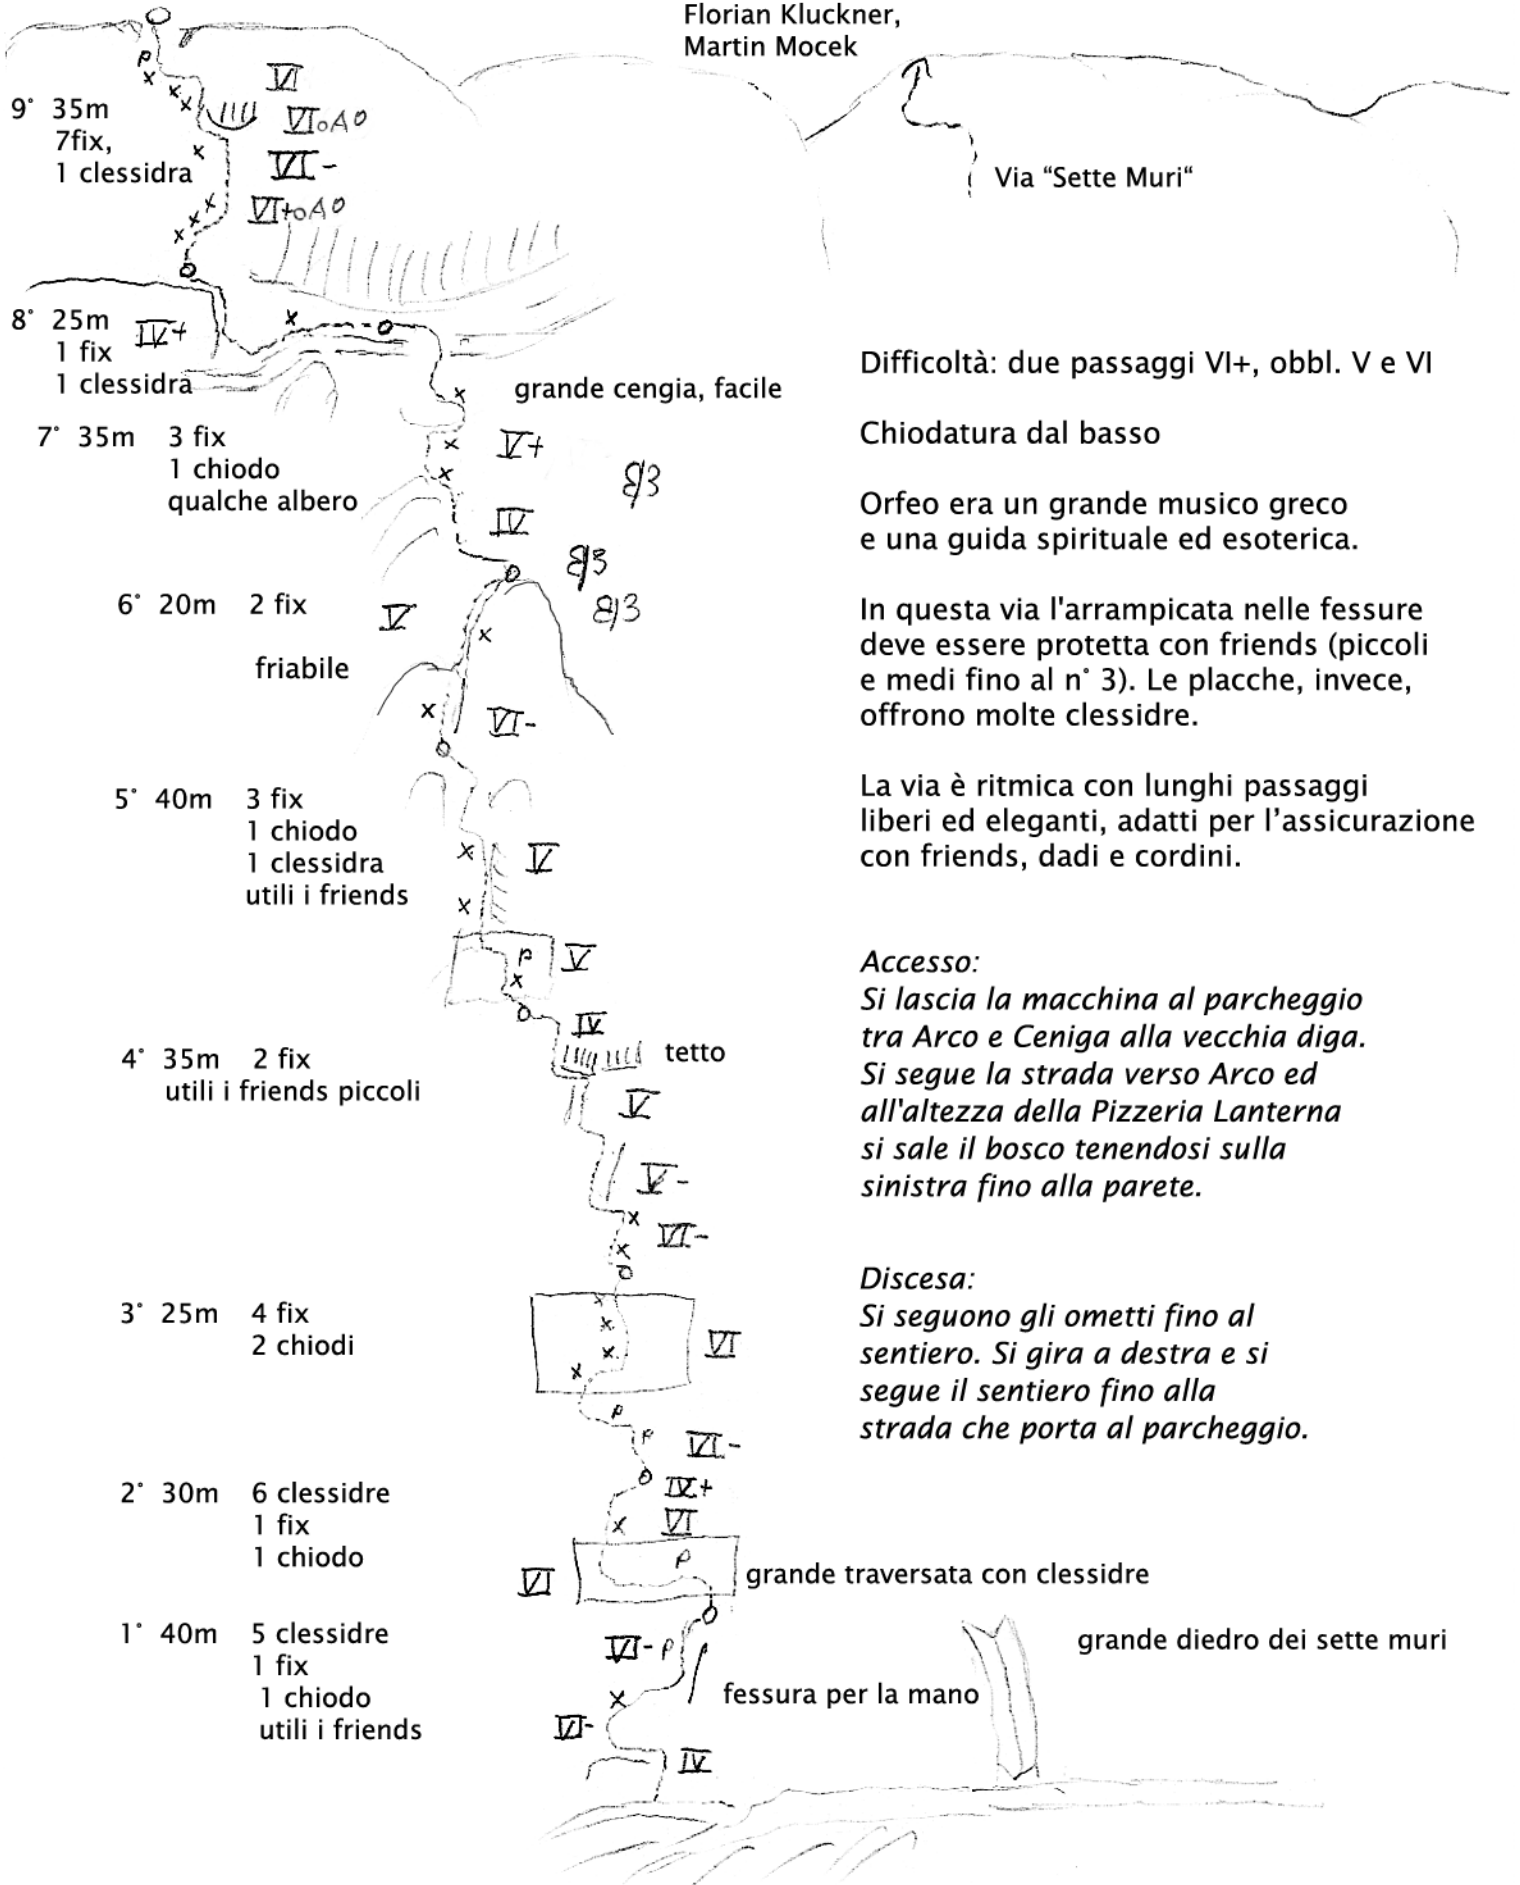 Florian Kluckner,
Martin Mocek
P
VI
9° 35m
7fix,
1 clessidra
VI o A0
VI-
VI+ o A0
Via “Sette Muri“
8° 25m
1 fix
1 clessidra
IV+
grande cengia, facile
7° 35m 3 fix
1 chiodo
qualche albero
V+
IV
6° 20m 2 fix
V
friabile
VI-
5° 40m 3 fix
1 chiodo
1 clessidra
utili i friends
V
P
V
IV
tetto
4° 35m 2 fix
utili i friends piccoli
V
V-
VI-
3° 25m 4 fix
2 chiodi
VI
P
P
VI-
2° 30m 6 clessidre
1 fix
1 chiodo
IV+
VI
P
VI
grande traversata con clessidre
1° 40m 5 clessidre
1 fix
1 chiodo
utili i friends
VI- P
fessura per la mano
VI-
IV
grande diedro dei sette muri
Difficoltà: due passaggi VI+, obbl. V e VI
Chiodatura dal basso
Orfeo era un grande musico greco
e una guida spirituale ed esoterica.
In questa via l'arrampicata nelle fessure
deve essere protetta con friends (piccoli
e medi fino al n° 3). Le placche, invece,
offrono molte clessidre.
La via è ritmica con lunghi passaggi
liberi ed eleganti, adatti per l’assicurazione
con friends, dadi e cordini.
Accesso:
Si lascia la macchina al parcheggio
tra Arco e Ceniga alla vecchia diga.
Si segue la strada verso Arco ed
all'altezza della Pizzeria Lanterna
si sale il bosco tenendosi sulla
sinistra fino alla parete.
Discesa:
Si seguono gli ometti fino al
sentiero. Si gira a destra e si
segue il sentiero fino alla
strada che porta al parcheggio.